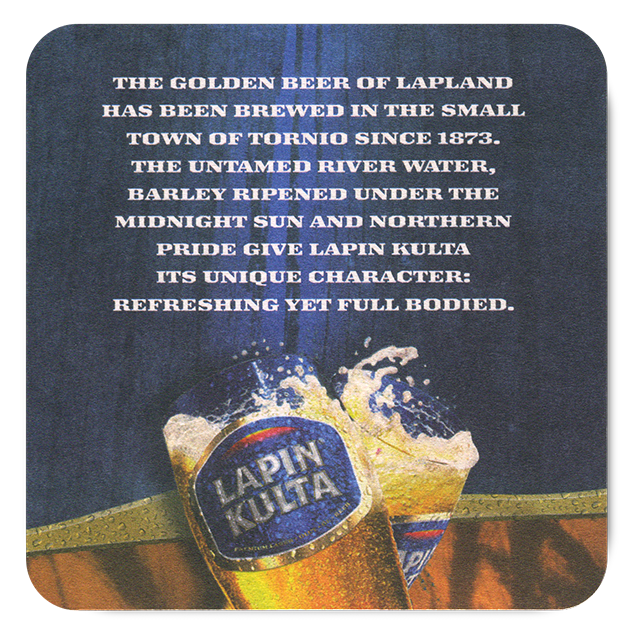 THE GOLDEN BEER OF LAPLAND
HAS BEEN BREWED IN THE SMALL
TOWN OF TORNIO SINCE 1873.
THE UNTAMED RIVER WATER,
BARLEY RIPENED UNDER THE
MIDNIGHT SUN AND NORTHERN
PRIDE GIVE LAPIN KULTA
ITS UNIQUE CHARACTER:
REFRESHING YET FULL BODIED.
LAPIN
KULTA
PREMIUM
LAPIN